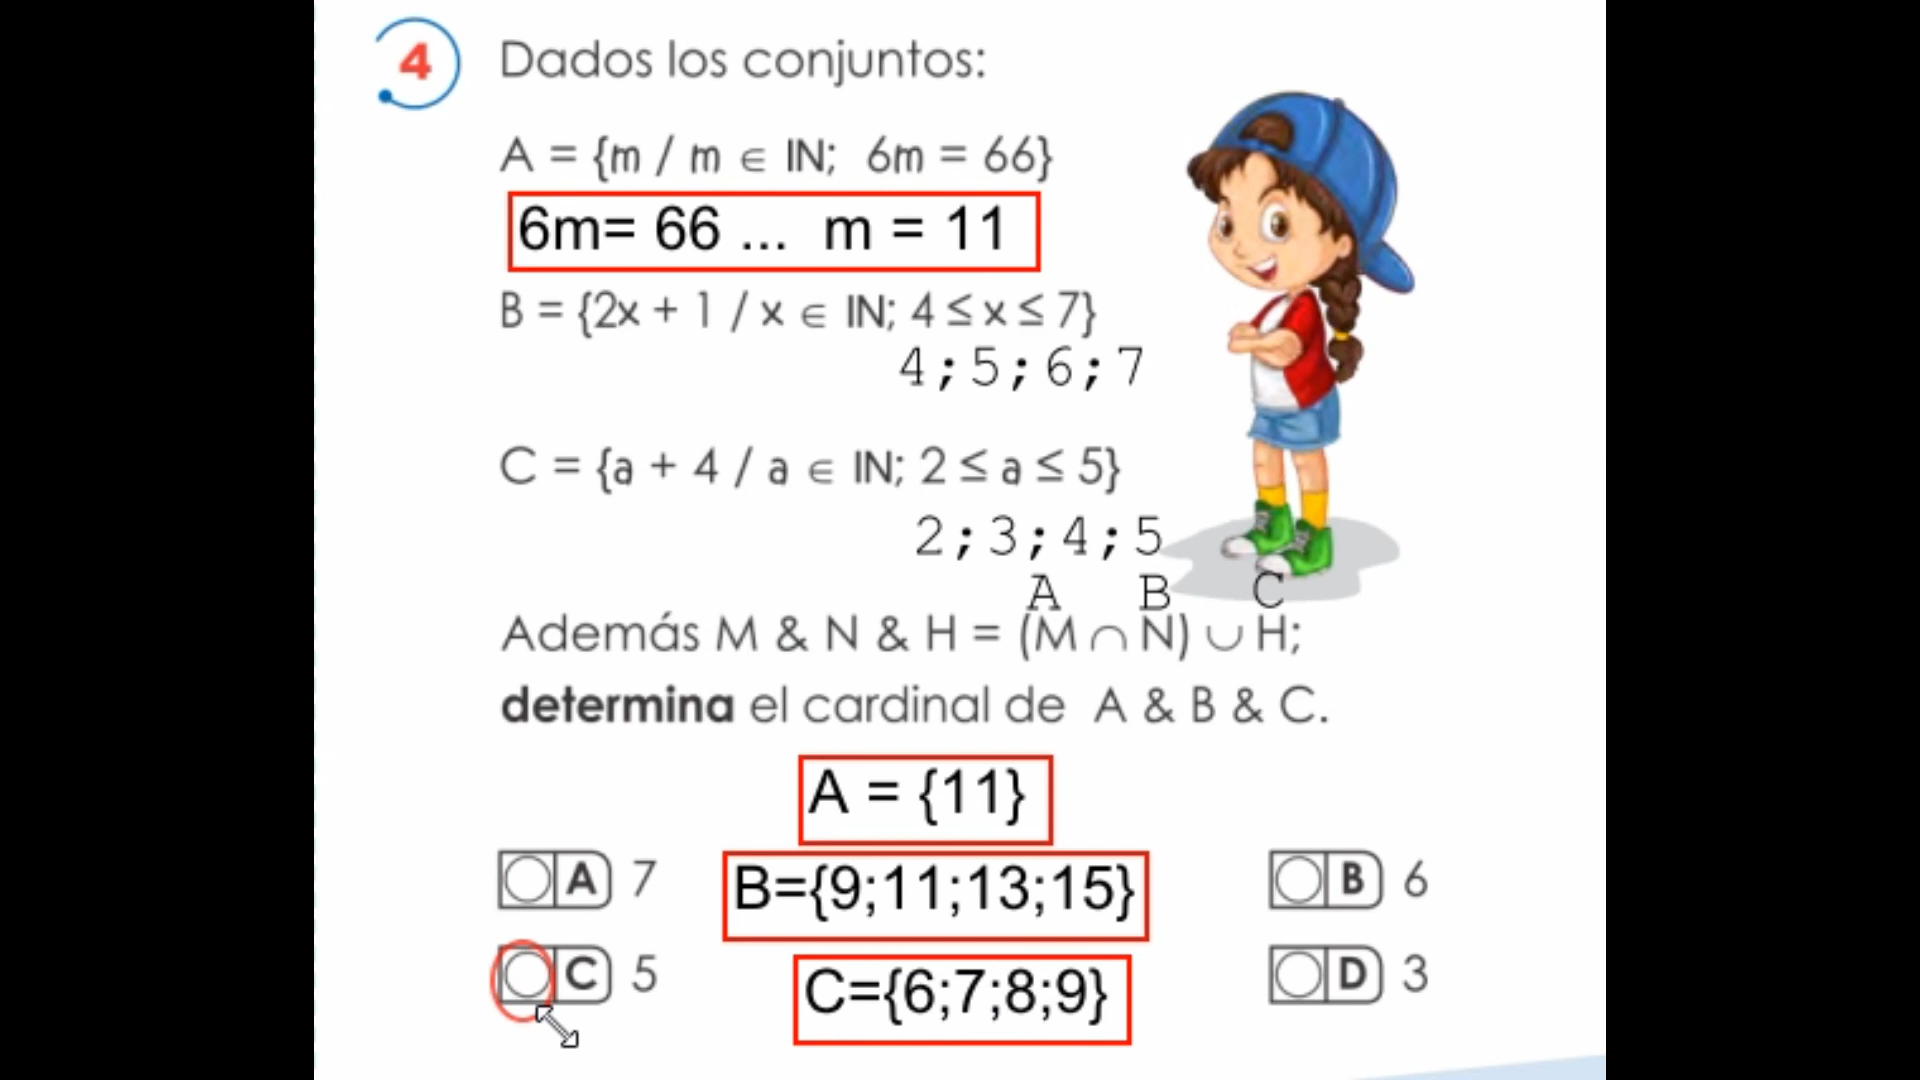 4 Dados los conjuntos:
A = {m / m ∈ IN; 6m = 66}
6m= 66 ... m = 11
B = {2x + 1 / x ∈ IN; 4 ≤ x ≤ 7}
4;5;6;7
C = {a + 4 / a ∈ IN; 2 ≤ a ≤ 5}
2;3;4;5
A B C
Además M & N & H = (M ∩ N) ∪ H;
determina el cardinal de A & B & C.
A = {11}
A 7
B={9;11;13;15}
B 6
C 5
C={6;7;8;9}
D 3